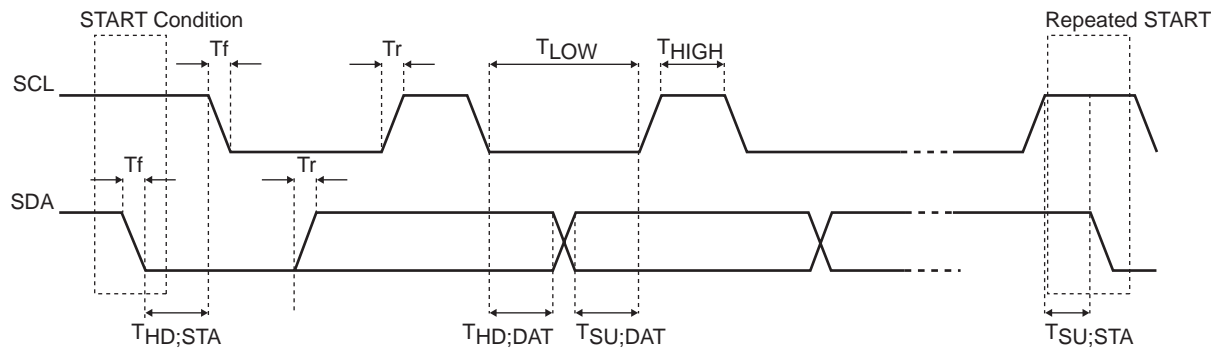 START Condition
Repeated START
Tf
Tr
TLOW
THIGH
SCL
Tf
Tr
SDA
THD;STA
THD;DAT
TSU;DAT
TSU;STA